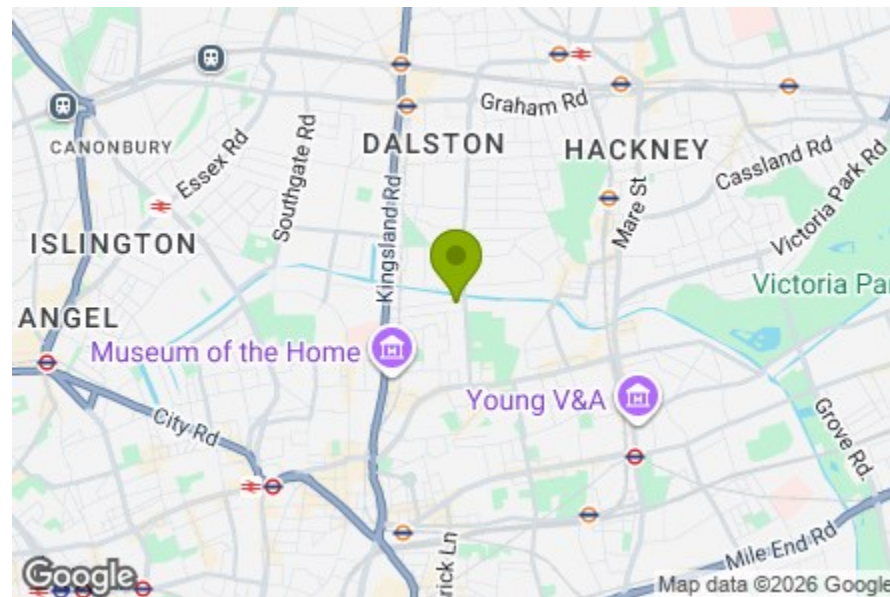 Graham Rd
DALSTON
HACKNEY
CANONBURY
Essex Rd
Southgate Rd
Cassland Rd
Kingsland Rd
Mare St
Victoria Park Rd
ISLINGTON
Victoria Par
ANGEL
Museum of the Home
Young V&A
City Rd
Grove Rd.
rick Ln
Mile End Rd
Google
Map data ©2026 Google